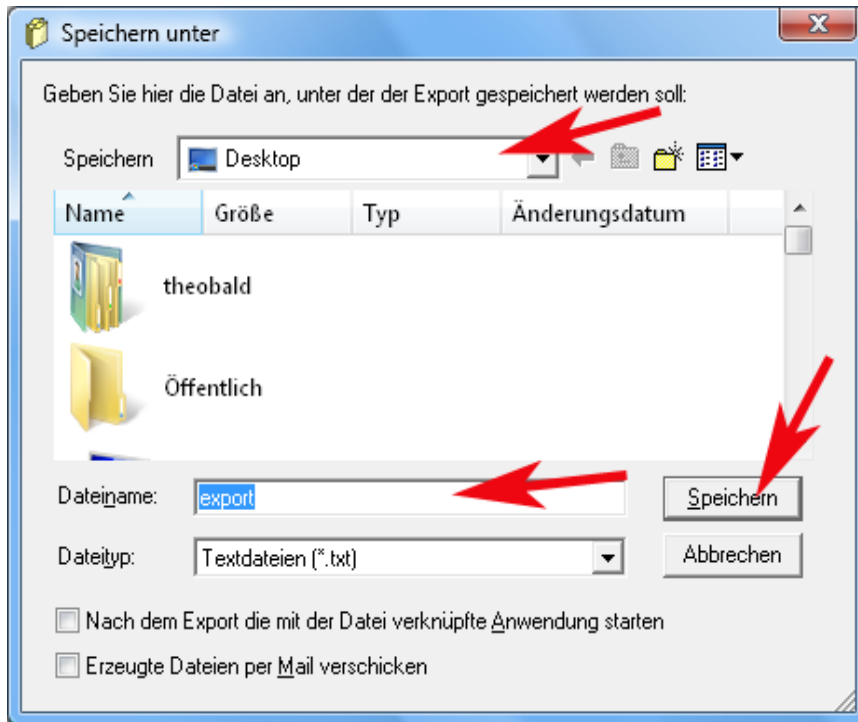 Speichern unter
Geben Sie hier die Datei an, unter der der Export gespeichert werden soll:
Speichern Desktop
Name Größe Typ Änderungsdatum
theobald
Öffentlich
Dateiname: export Speichern
Dateityp: Textdateien (*.txt) Abbrechen
Nach dem Export die mit der Datei verknüpfte Anwendung starten
Erzeugte Dateien per Mail verschicken